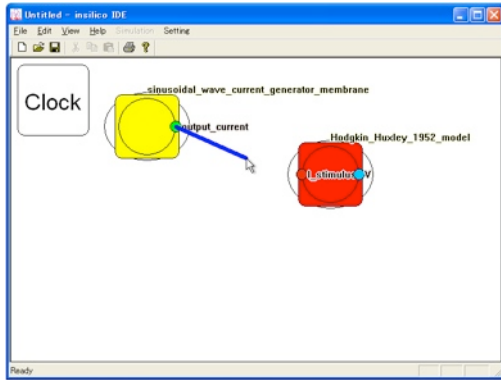 Untitled - insilico IDE
File Edit View Help Simulation Setting
Clock
sinusoidal_wave_current_generator_membrane
output_current
Hodgkin_Huxley_1952_model
I_stimulus V
Ready